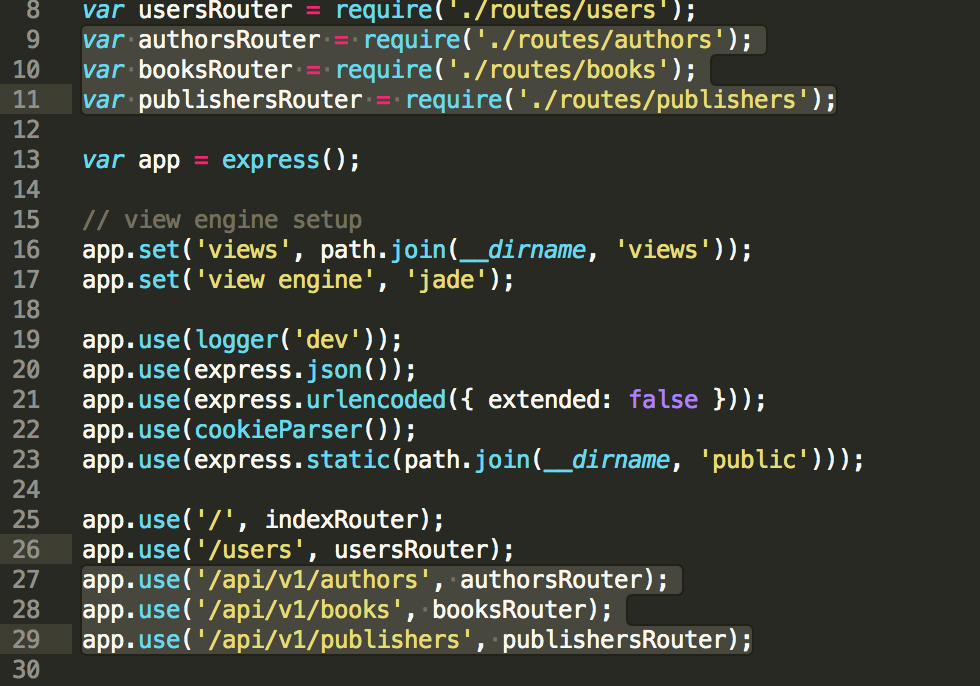 8 var usersRouter = require('./routes/users');
9 var authorsRouter = require('./routes/authors');
10 var booksRouter = require('./routes/books');
11 var publishersRouter = require('./routes/publishers');
12
13 var app = express();
14
15 // view engine setup
16 app.set('views', path.join(__dirname, 'views'));
17 app.set('view engine', 'jade');
18
19 app.use(logger('dev'));
20 app.use(express.json());
21 app.use(express.urlencoded({ extended: false }));
22 app.use(cookieParser());
23 app.use(express.static(path.join(__dirname, 'public')));
24
25 app.use('/', indexRouter);
26 app.use('/users', usersRouter);
27 app.use('/api/v1/authors', authorsRouter);
28 app.use('/api/v1/books', booksRouter);
29 app.use('/api/v1/publishers', publishersRouter);
30